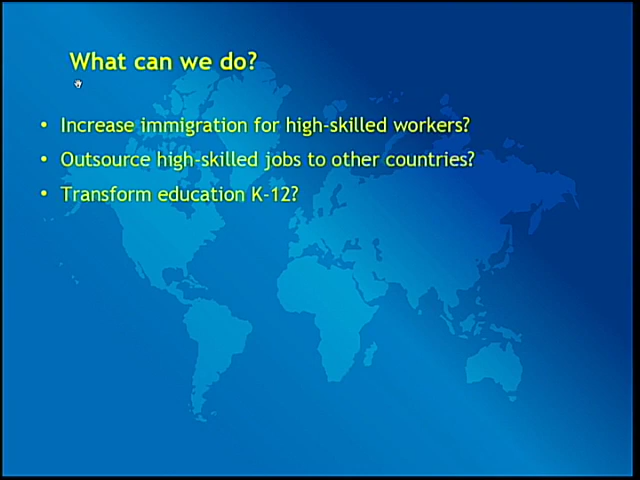 What can we do?
• Increase immigration for high-skilled workers?
• Outsource high-skilled jobs to other countries?
• Transform education K-12?